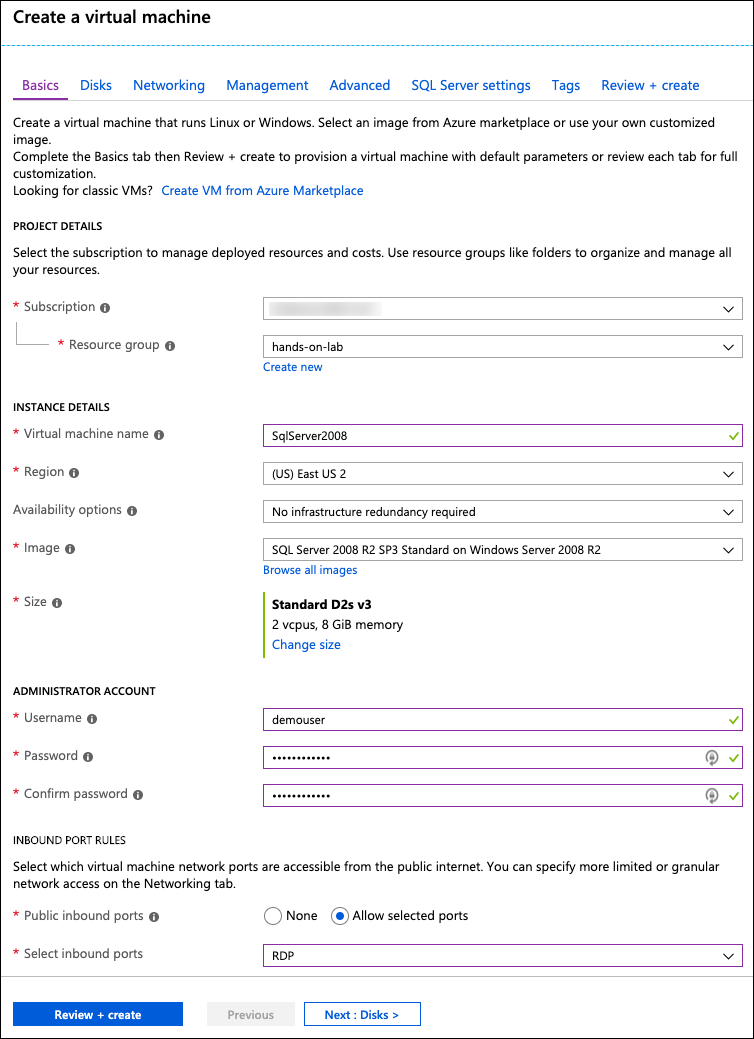 Create a virtual machine
Basics Disks Networking Management Advanced SQL Server settings Tags Review + create
Create a virtual machine that runs Linux or Windows. Select an image from Azure marketplace or use your own customized
image.
Complete the Basics tab then Review + create to provision a virtual machine with default parameters or review each tab for full
customization.
Looking for classic VMs? Create VM from Azure Marketplace
PROJECT DETAILS
Select the subscription to manage deployed resources and costs. Use resource groups like folders to organize and manage all
your resources.
* Subscription
* Resource group hands-on-lab
Create new
INSTANCE DETAILS
* Virtual machine name SqlServer2008
* Region (US) East US 2
Availability options No infrastructure redundancy required
* Image SQL Server 2008 R2 SP3 Standard on Windows Server 2008 R2
Browse all images
* Size Standard D2s v3
2 vcpus, 8 GiB memory
Change size
ADMINISTRATOR ACCOUNT
* Username demouser
* Password ••••••••••••
* Confirm password ••••••••••••
INBOUND PORT RULES
Select which virtual machine network ports are accessible from the public internet. You can specify more limited or granular
network access on the Networking tab.
* Public inbound ports None Allow selected ports
* Select inbound ports RDP
Review + create Previous Next : Disks >